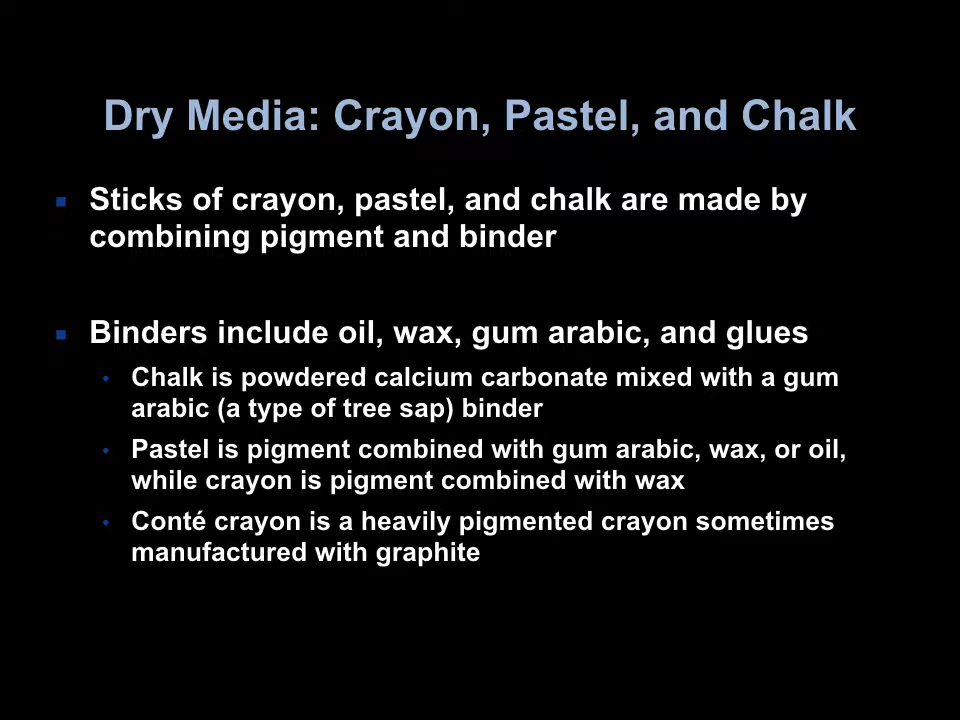 Dry Media: Crayon, Pastel, and Chalk
Sticks of crayon, pastel, and chalk are made by
combining pigment and binder
Binders include oil, wax, gum arabic, and glues
Chalk is powdered calcium carbonate mixed with a gum
arabic (a type of tree sap) binder
Pastel is pigment combined with gum arabic, wax, or oil,
while crayon is pigment combined with wax
Conté crayon is a heavily pigmented crayon sometimes
manufactured with graphite